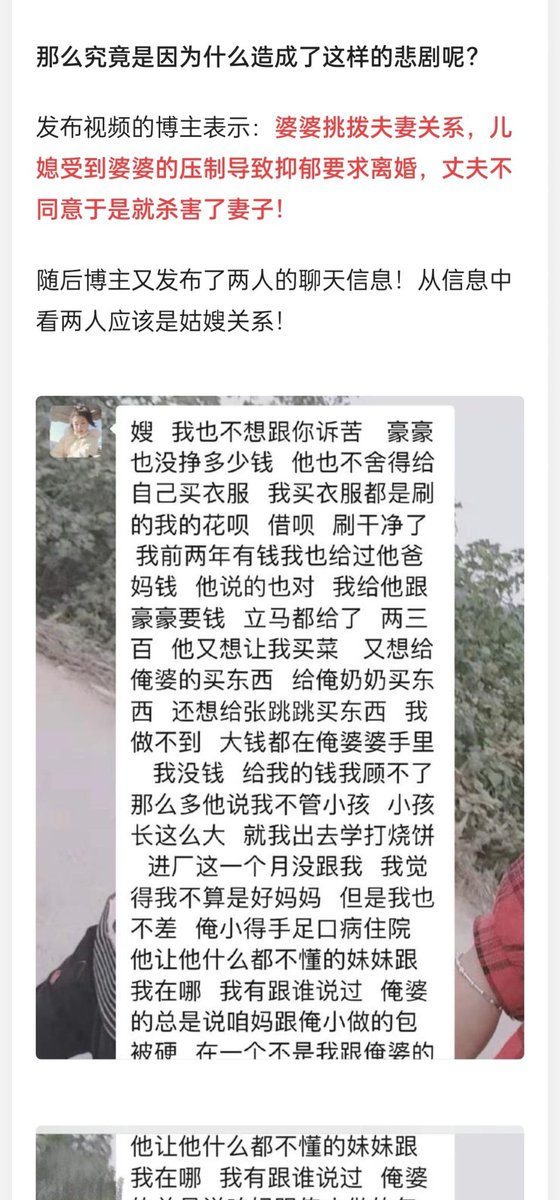 那么究竟是因为什么造成了这样的悲剧呢？
发布视频的博主表示：婆婆挑拨夫妻关系，儿
媳受到婆婆的压制导致抑郁要求离婚，丈夫不
同意于是就杀害了妻子！
随后博主又发布了两人的聊天信息！从信息中
看两人应该是姑嫂关系！
嫂 我也不想跟你诉苦 豪豪
也没挣多少钱 他也不舍得给
自己买衣服 我买衣服都是刷
的我的花呗 借呗 刷干净了
我前两年有钱我也给过他爸
妈钱 他说的也对 我给他跟
豪豪要钱 立马都给了 两三
百 他又想让我买菜 又想给
俺婆的买东西 给俺奶奶买东
西 还想给张跳跳买东西 我
做不到 大钱都在俺婆婆手里
我没钱 给我的钱我顾不了
那么多他说我不管小孩 小孩
长这么大 就我出去学打烧饼
进厂这一个月没跟我 我觉
得我不算是好妈妈 但是我也
不差 俺小得手足口病住院
他让他什么都不懂的妹妹跟
我在哪 我有跟谁说过 俺婆
的总是说咱妈跟俺小做的包
被硬 在一个不是我跟俺婆的
他让他什么都不懂的妹妹跟
我在哪 我有跟谁说过 俺婆
的总是说咱妈跟俺小做的包